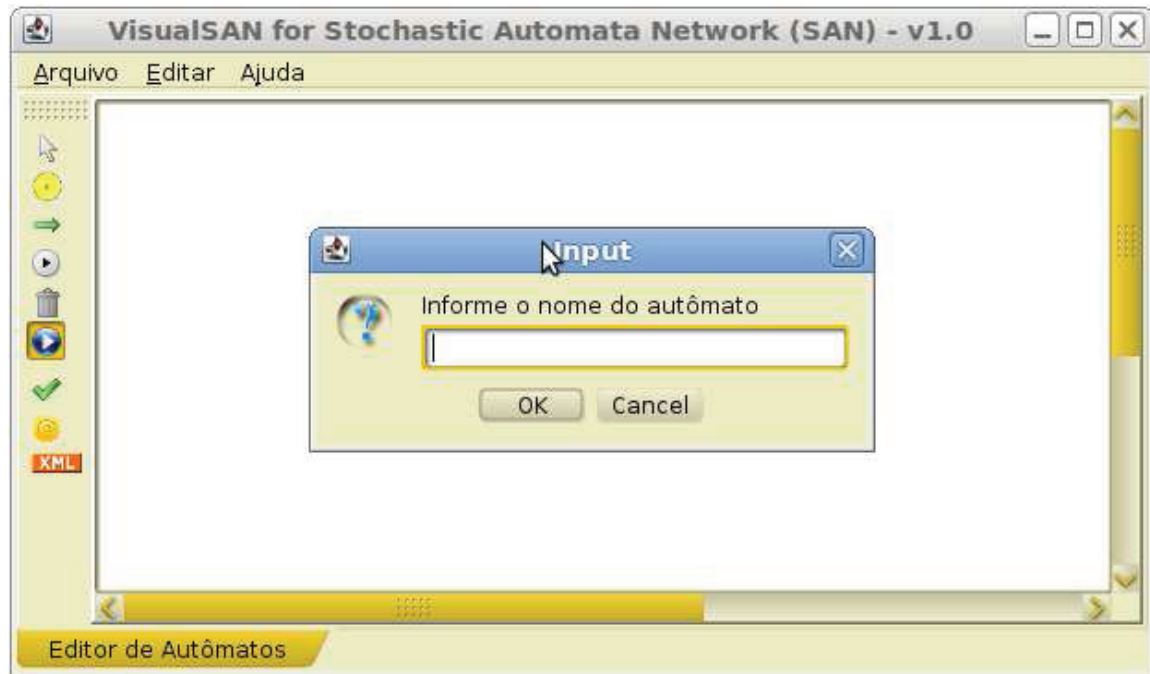 VisualSAN for Stochastic Automata Network (SAN) - v1.0
Arquivo Editar Ajuda
Input
Informe o nome do autômato
OK Cancel
XML
Editor de Autômatos